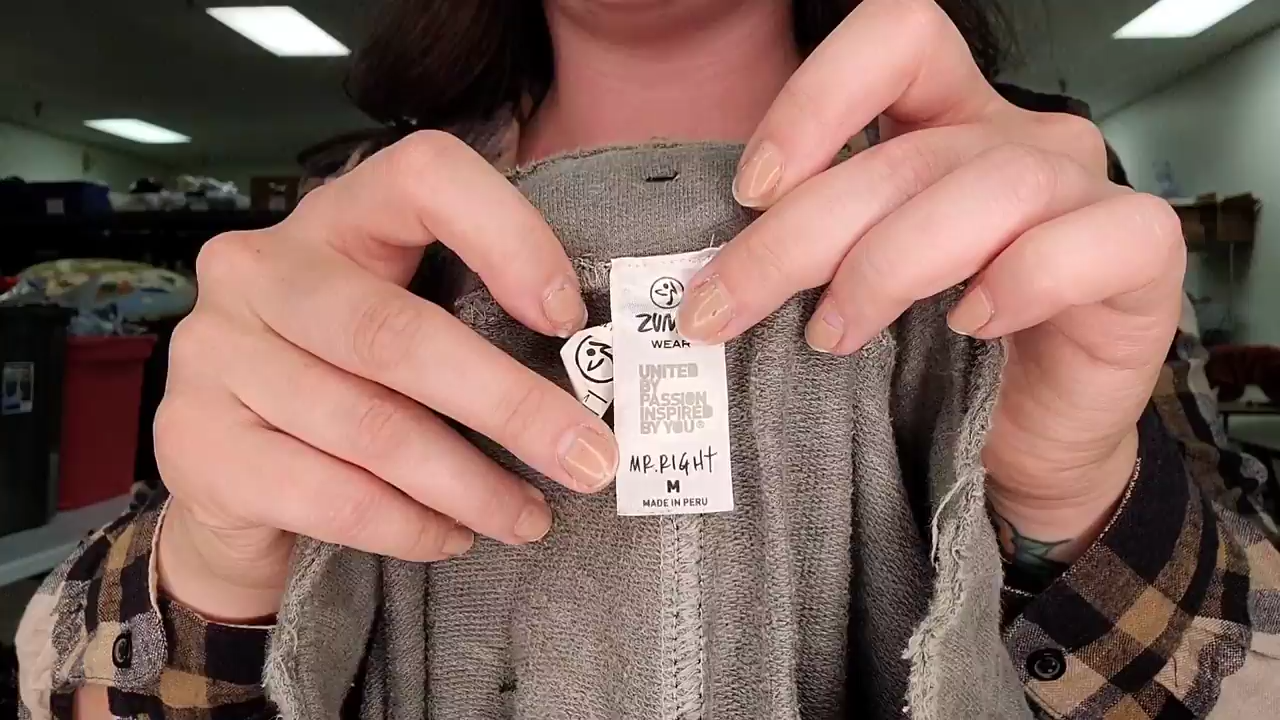 WEAR
UNITED
BY
PASSION
INSPIRED
BY YOU®
MR.RIGHT
M
MADE IN PERU